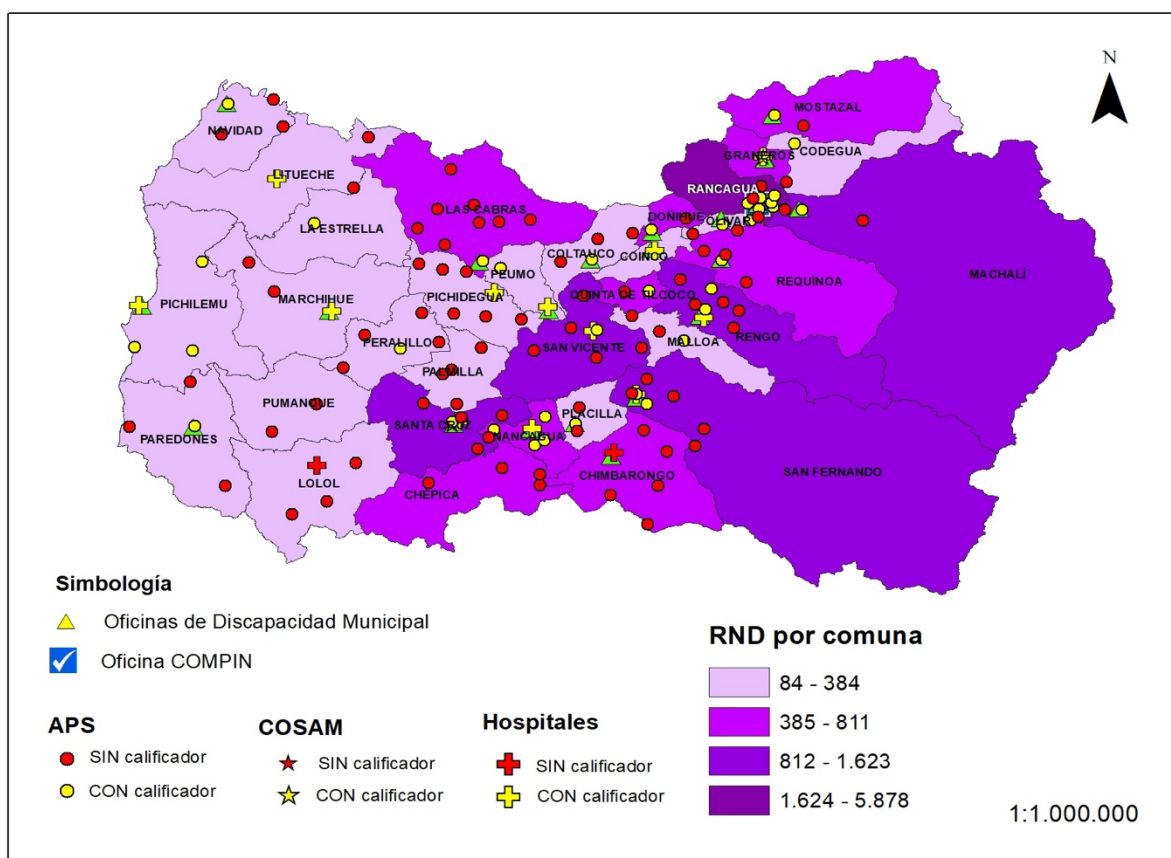 N
MOSTAZAL
NAVIDAD
GRANEROS
CODEGUA
LITUECHE
RANCAGUA
LAS CABRAS
DOÑIHUE
OLIVAR
LA ESTRELLA
COLTAUCO
COINCO
PEUMO
MACHALÍ
REQUÍNOA
PICHILEMU
MARCHIHUE
PICHIDEGUA
QUINTA DE TILCOCO
PERALILLO
SAN VICENTE
MALLOA
RENGO
PALMILLA
PUMANQUE
PLACILLA
SANTA CRUZ
PAREDONES
NANCAGUA
SAN FERNANDO
LOLOL
CHIMBARONGO
CHÉPICA
Simbología
Oficinas de Discapacidad Municipal
Oficina COMPIN
APS
SIN calificador
CON calificador
COSAM
SIN calificador
CON calificador
Hospitales
SIN calificador
CON calificador
RND por comuna
84 - 384
385 - 811
812 - 1.623
1.624 - 5.878
1:1.000.000